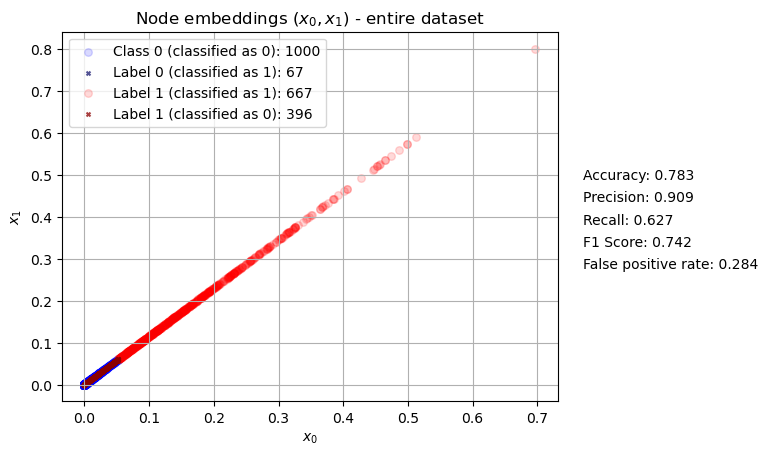 Node embeddings (x₀, x₁) - entire dataset
Class 0 (classified as 0): 1000
Label 0 (classified as 1): 67
Label 1 (classified as 1): 667
Label 1 (classified as 0): 396
0.8
0.7
0.6
0.5
0.4
0.3
0.2
0.1
0.0
x₁
0.0 0.1 0.2 0.3 0.4 0.5 0.6 0.7
x₀
Accuracy: 0.783
Precision: 0.909
Recall: 0.627
F1 Score: 0.742
False positive rate: 0.284